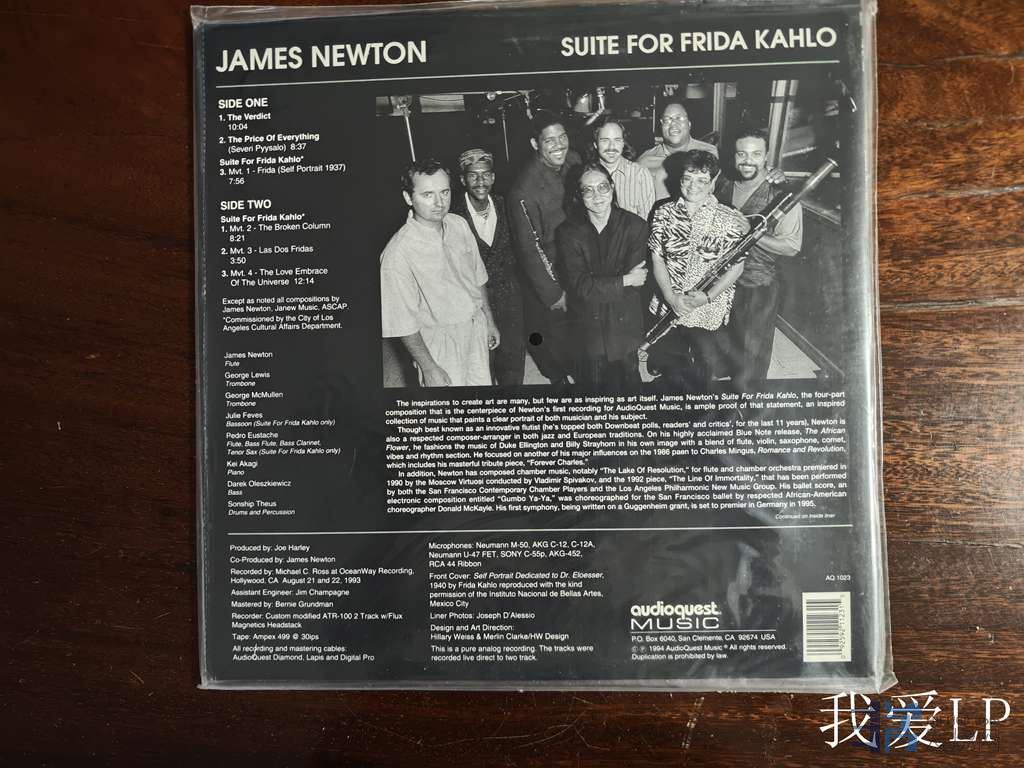 JAMES NEWTON
SUITE FOR FRIDA KAHLO
SIDE ONE
1. The Verdict
10:04
2. The Price Of Everything
(Severi Pyysalo) 8:37
Suite For Frida Kahlo*
3. Mvt. 1 - Frida (Self Portrait 1937)
7:56
SIDE TWO
Suite For Frida Kahlo*
1. Mvt. 2 - The Broken Column
8:21
2. Mvt. 3 - Las Dos Fridas
3:50
3. Mvt. 4 - The Love Embrace
Of The Universe 12:14
Except as noted all compositions by
James Newton, Janew Music, ASCAP.
*Commissioned by the City of Los
Angeles Cultural Affairs Department.
James Newton
Flute
George Lewis
Trombone
George McMullen
Trombone
Julie Feves
Bassoon (Suite For Frida Kahlo only)
Pedro Eustache
Flute, Bass Flute, Bass Clarinet,
Tenor Sax (Suite For Frida Kahlo only)
Kei Akagi
Piano
Darek Oleszkiewicz
Bass
Sonship Theus
Drums and Percussion
The inspirations to create art are many, but few are as inspiring as art itself. James Newton's Suite For Frida Kahlo, the four-part
composition that is the centerpiece of Newton's first recording for AudioQuest Music, is ample proof of that statement, an inspired
collection of music that paints a clear portrait of both musician and his subject.
Though best known as an innovative flutist (he's topped both Downbeat polls, readers' and critics', for the last 11 years), Newton is
also a respected composer-arranger in both jazz and European traditions. On his highly acclaimed Blue Note release, The African
Flower, he fashions the music of Duke Ellington and Billy Strayhorn in his own image with a blend of flute, violin, saxophone, cornet,
vibes and rhythm section. He focused on another of his major influences on the 1986 paen to Charles Mingus, Romance and Revolution,
which includes his masterful tribute piece, "Forever Charles."
In addition, Newton has composed chamber music, notably "The Lake Of Resolution," for flute and chamber orchestra premiered in
1990 by the Moscow Virtuosi conducted by Vladimir Spivakov, and the 1992 piece, "The Line Of Immortality," that has been performed
by both the San Francisco Contemporary Chamber Players and the Los Angeles Philharmonic New Music Group. His ballet score, an
electronic composition entitled "Gumbo Ya-Ya," was choreographed for the San Francisco ballet by respected African-American
choreographer Donald McKayle. His first symphony, being written on a Guggenheim grant, is set to premier in Germany in 1995.
Continued on inside liner
Produced by: Joe Harley
Co-Produced by: James Newton
Recorded by: Michael C. Ross at OceanWay Recording,
Hollywood, CA August 21 and 22, 1993
Assistant Engineer: Jim Champagne
Mastered by: Bernie Grundman
Recorder: Custom modified ATR-100 2 Track w/Flux
Magnetics Headstack
Tape: Ampex 499 @ 30ips
All recording and mastering cables:
AudioQuest Diamond, Lapis and Digital Pro
Microphones: Neumann M-50, AKG C-12, C-12A,
Neumann U-47 FET, SONY C-55p, AKG-452,
RCA 44 Ribbon
Front Cover: Self Portrait Dedicated to Dr. Eloesser,
1940 by Frida Kahlo reproduced with the kind
permission of the Instituto Nacional de Bellas Artes,
Mexico City
Liner Photos: Joseph D'Alessio
Design and Art Direction:
Hillary Weiss & Merlin Clarke/HW Design
This is a pure analog recording. The tracks were
recorded live direct to two track.
AQ 1023
audioquest
MUSIC
P.O. Box 6040, San Clemente, CA 92674 USA
© ℗ 1994 AudioQuest Music ® All rights reserved.
Duplication is prohibited by law.
我爱LP